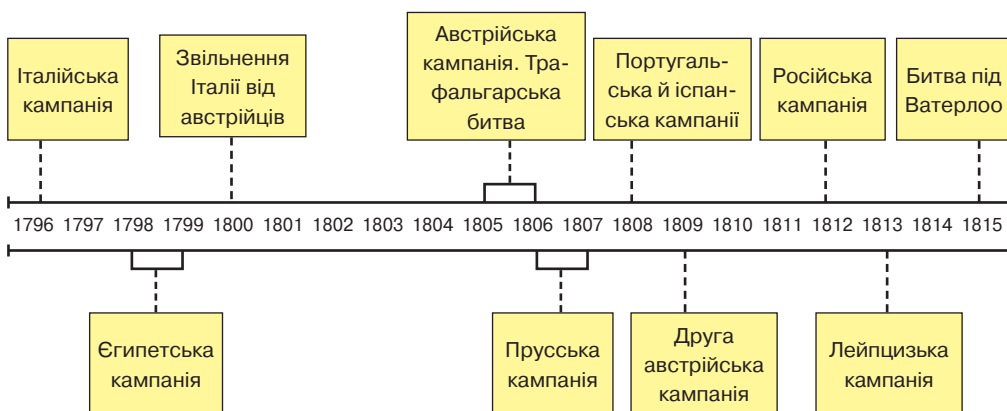 Італійська
кампанія
Звільнення
Італії від
австрійців
Австрійська
кампанія. Тра-
фальгарська
битва
Португаль-
ська й іспан-
ська кампанії
Російська
кампанія
Битва під
Ватерлоо
1796 1797 1798 1799 1800 1801 1802 1803 1804 1805 1806 1807 1808 1809 1810 1811 1812 1813 1814 1815
Єгипетська
кампанія
Прусська
кампанія
Друга
австрійська
кампанія
Лейпцизька
кампанія